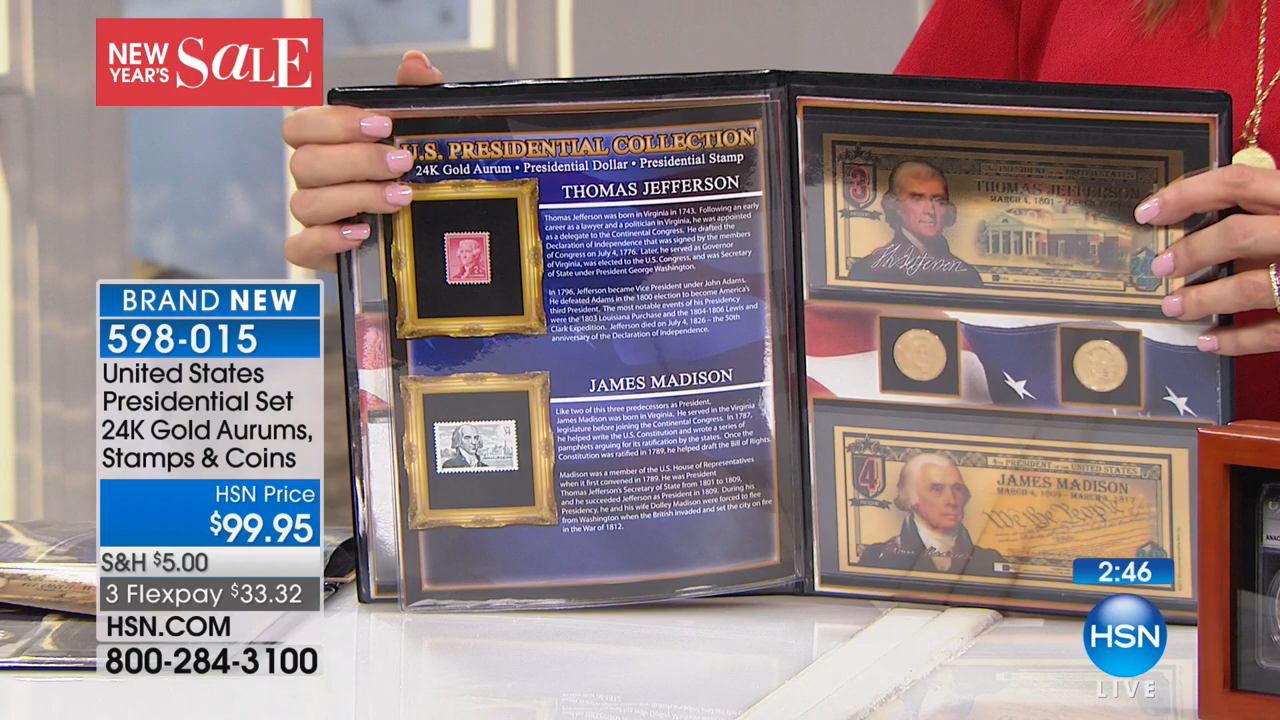 NEW
YEAR'S
SALE
BRAND NEW
598-015
United States
Presidential Set
24K Gold Aurums,
Stamps & Coins
HSN Price
$99.95
S&H $5.00
3 Flexpay $33.32
HSN.COM
800-284-3100
U.S. PRESIDENTIAL COLLECTION
24K Gold Aurum • Presidential Dollar • Presidential Stamp
THOMAS JEFFERSON
Thomas Jefferson was born in Virginia in 1743. Following an early
career as a lawyer and a politician in Virginia, he was appointed
as a delegate to the Continental Congress. He drafted the
Declaration of Independence that was signed by the members
of Congress on July 4, 1776. Later, he served as Governor
of Virginia, was elected to the U.S. Congress, and was Secretary
of State under President George Washington.
In 1796, Jefferson became Vice President under John Adams.
He defeated Adams in the 1800 election to become America's
third President. The most notable events of his Presidency
were the 1803 Louisiana Purchase and the 1804-1806 Lewis and
Clark Expedition. Jefferson died on July 4, 1826 – the 50th
anniversary of the Declaration of Independence.
JAMES MADISON
Like two of this three predecessors as President,
James Madison was born in Virginia. He served in the Virginia
legislature before joining the Continental Congress. In 1787,
he helped write the U.S. Constitution and wrote a series of
pamphlets arguing for its ratification by the states. Once the
Constitution was ratified in 1789, he helped draft the Bill of Rights.
Madison was a member of the U.S. House of Representatives
when it first convened in 1789. He was President
Thomas Jefferson's Secretary of State from 1801 to 1809,
and he succeeded Jefferson as President in 1809. During his
Presidency, he and his wife Dolley Madison were forced to flee
from Washington when the British invaded and set the city on fire
in the War of 1812.
3
THOMAS JEFFERSON
MARCH 4, 1801
Th Jefferson
4
4TH PRESIDENT OF THE UNITED STATES
JAMES MADISON
MARCH 4, 1809 - MARCH 4, 1817
ANAC
2:46
HSN
LIVE